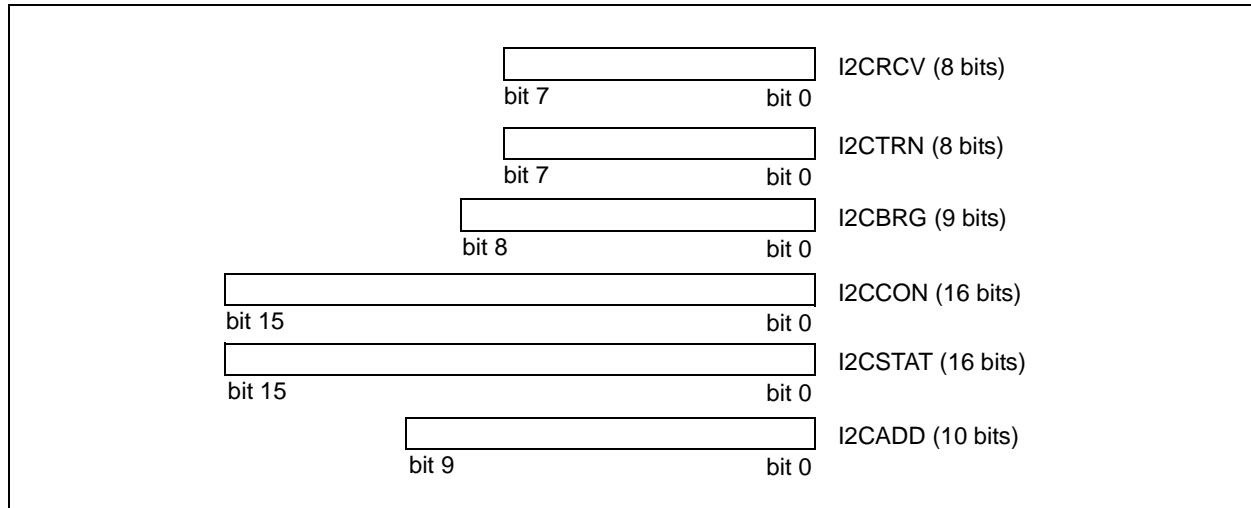 I2CRCV (8 bits)
bit 7 bit 0
I2CTRN (8 bits)
bit 7 bit 0
I2CBRG (9 bits)
bit 8 bit 0
I2CCON (16 bits)
bit 15 bit 0
I2CSTAT (16 bits)
bit 15 bit 0
I2CADD (10 bits)
bit 9 bit 0